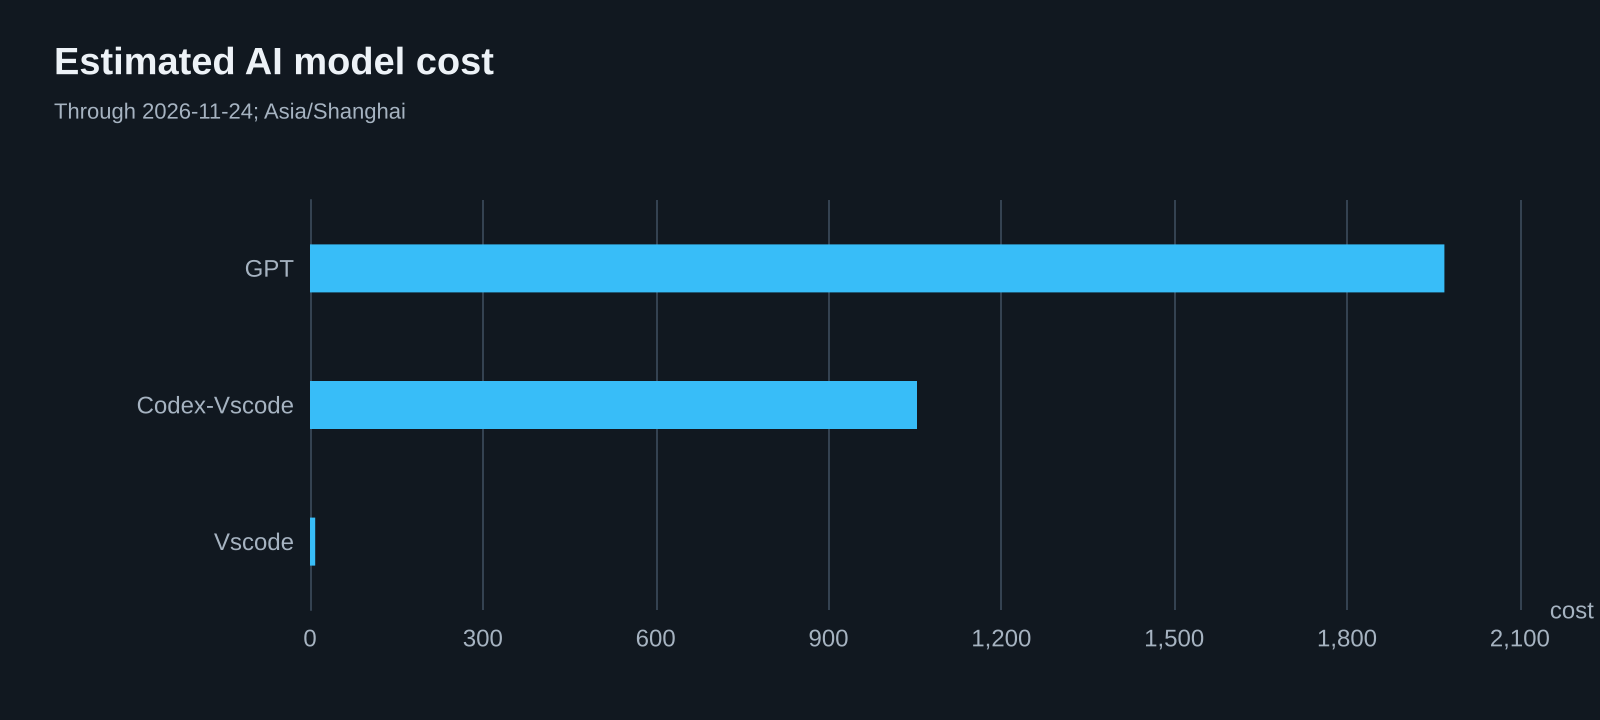 Estimated AI model cost
Through 2026-11-24; Asia/Shanghai
GPT
Codex-Vscode
Vscode
cost
0 300 600 900 1,200 1,500 1,800 2,100